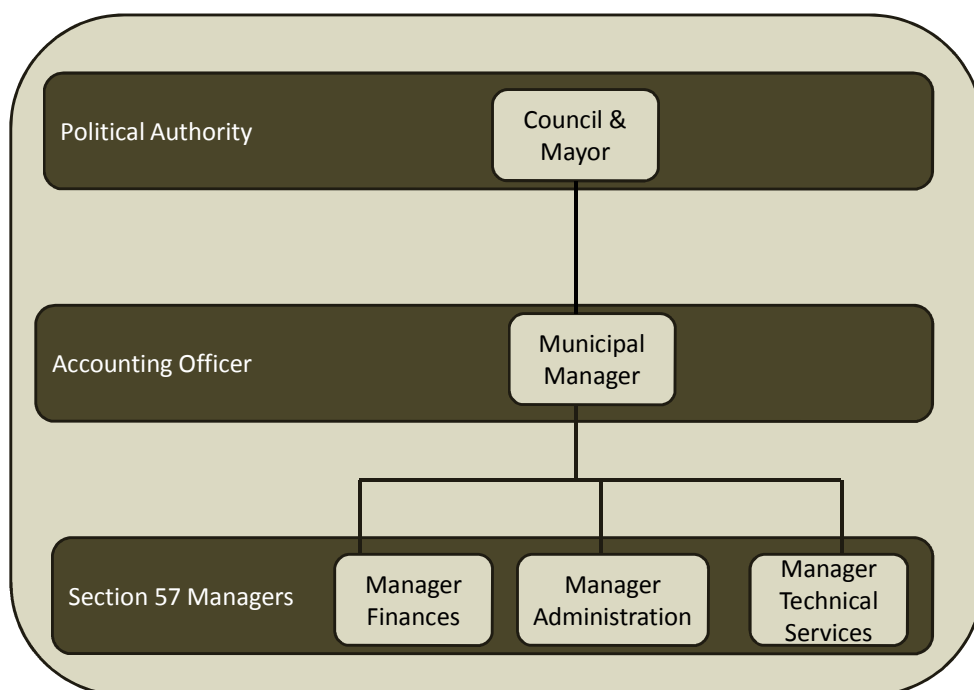 Political Authority
Council &
Mayor
Accounting Officer
Municipal
Manager
Section 57 Managers
Manager
Finances
Manager
Administration
Manager
Technical
Services